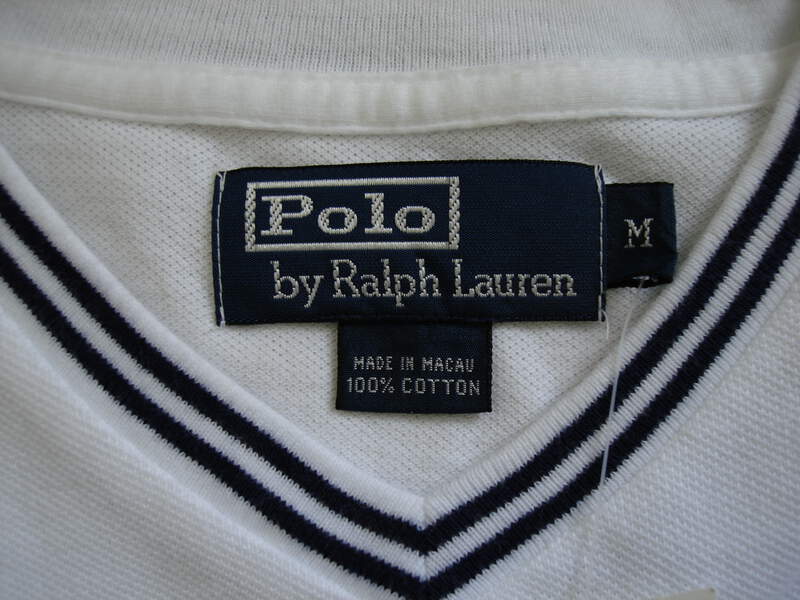 Polo
by Ralph Lauren
M
MADE IN MACAU
100% COTTON